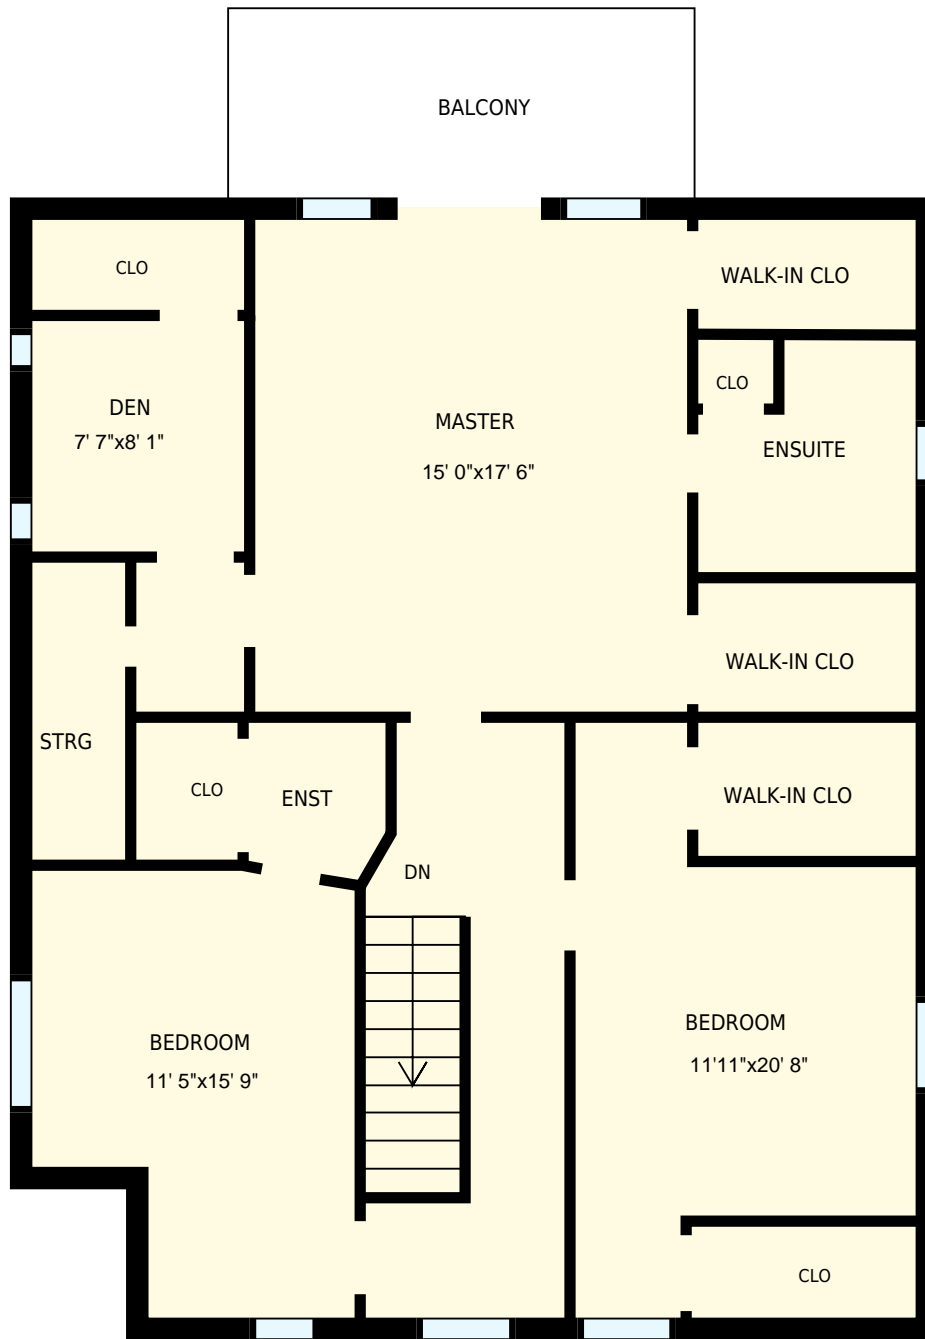 BALCONY
CLO
WALK-IN CLO
CLO
DEN
7' 7"x8' 1"
MASTER
15' 0"x17' 6"
ENSUITE
WALK-IN CLO
STRG
CLO
ENST
WALK-IN CLO
DN
BEDROOM
11' 5"x15' 9"
BEDROOM
11'11"x20' 8"
CLO